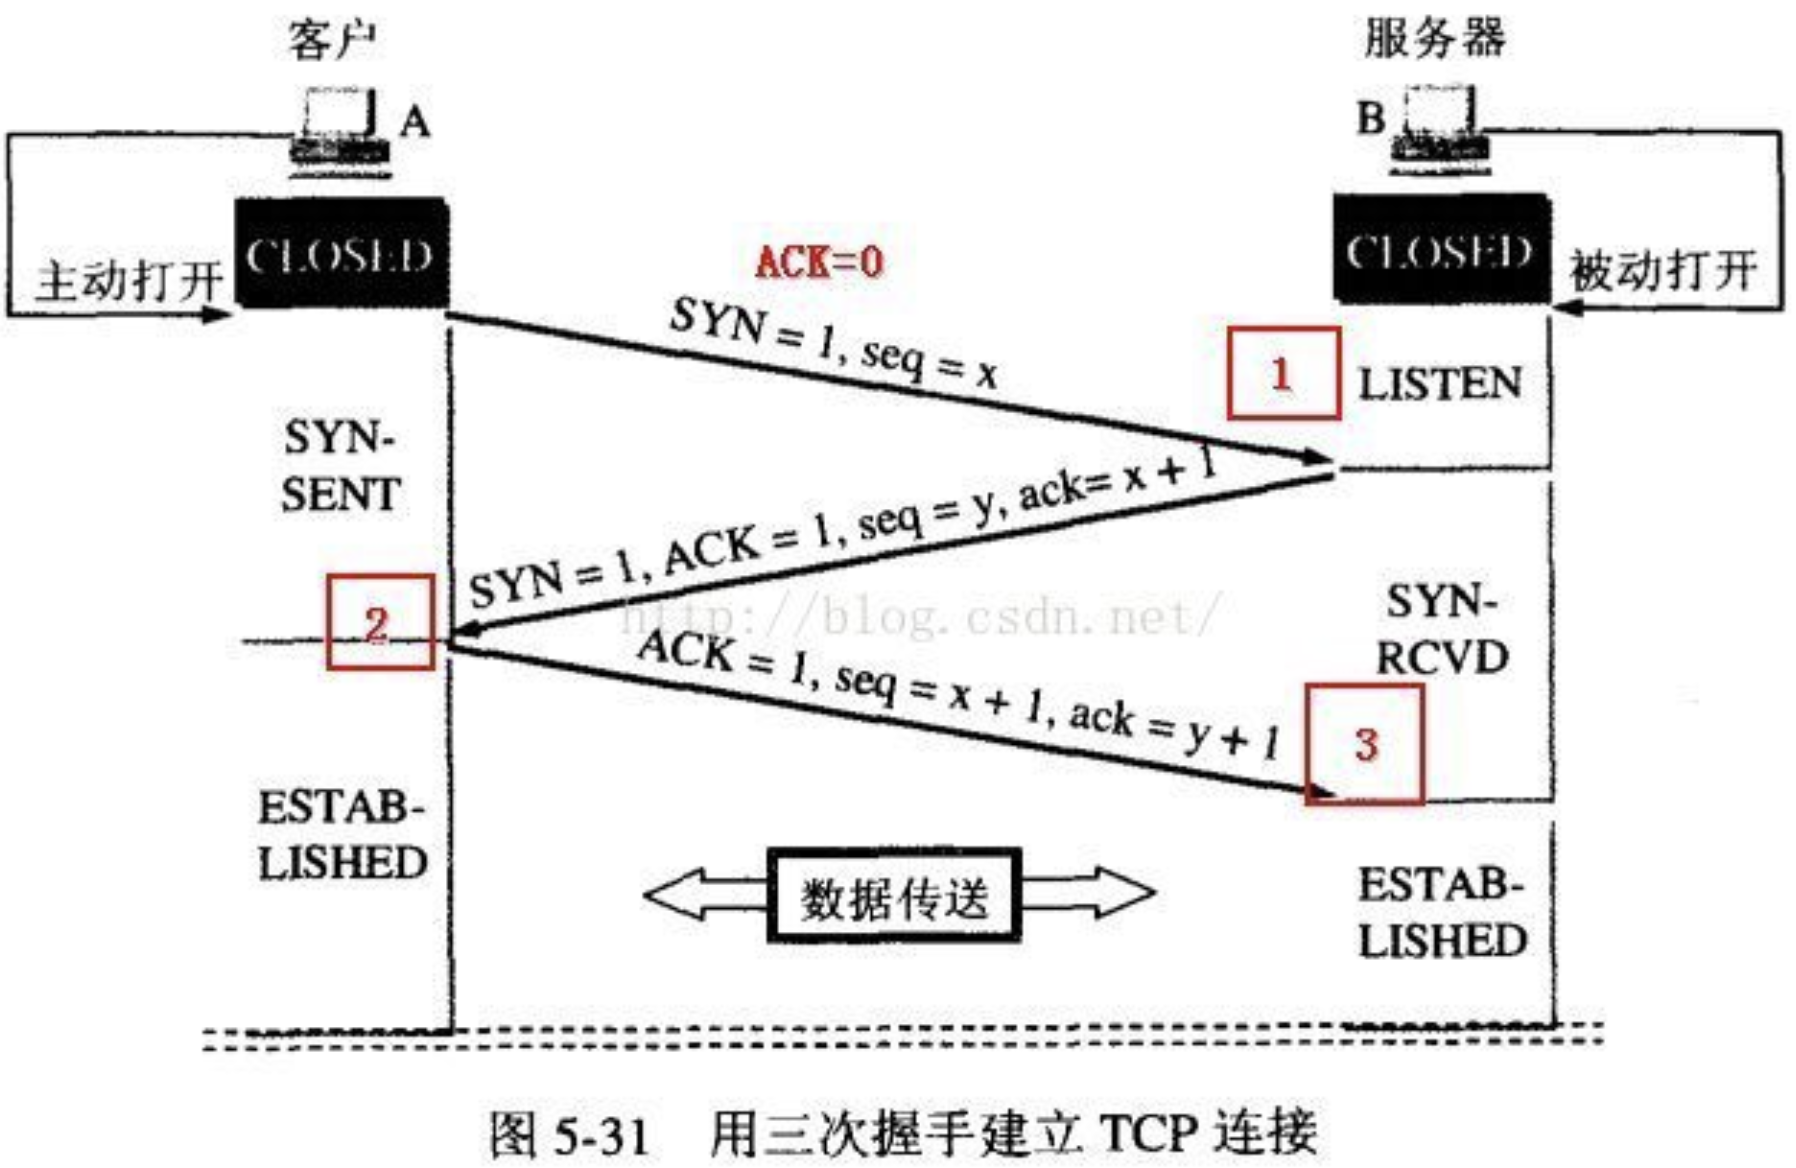 客户
服务器
A
B
CLOSED
CLOSED
主动打开
被动打开
ACK=0
SYN = 1, seq = x
1
LISTEN
SYN-
SENT
SYN = 1, ACK = 1, seq = y, ack= x + 1
2
http://blog.csdn.net/
SYN-
RCVD
ACK = 1, seq = x + 1, ack = y + 1
3
ESTAB-
LISHED
数据传送
ESTAB-
LISHED
图 5-31 用三次握手建立 TCP 连接